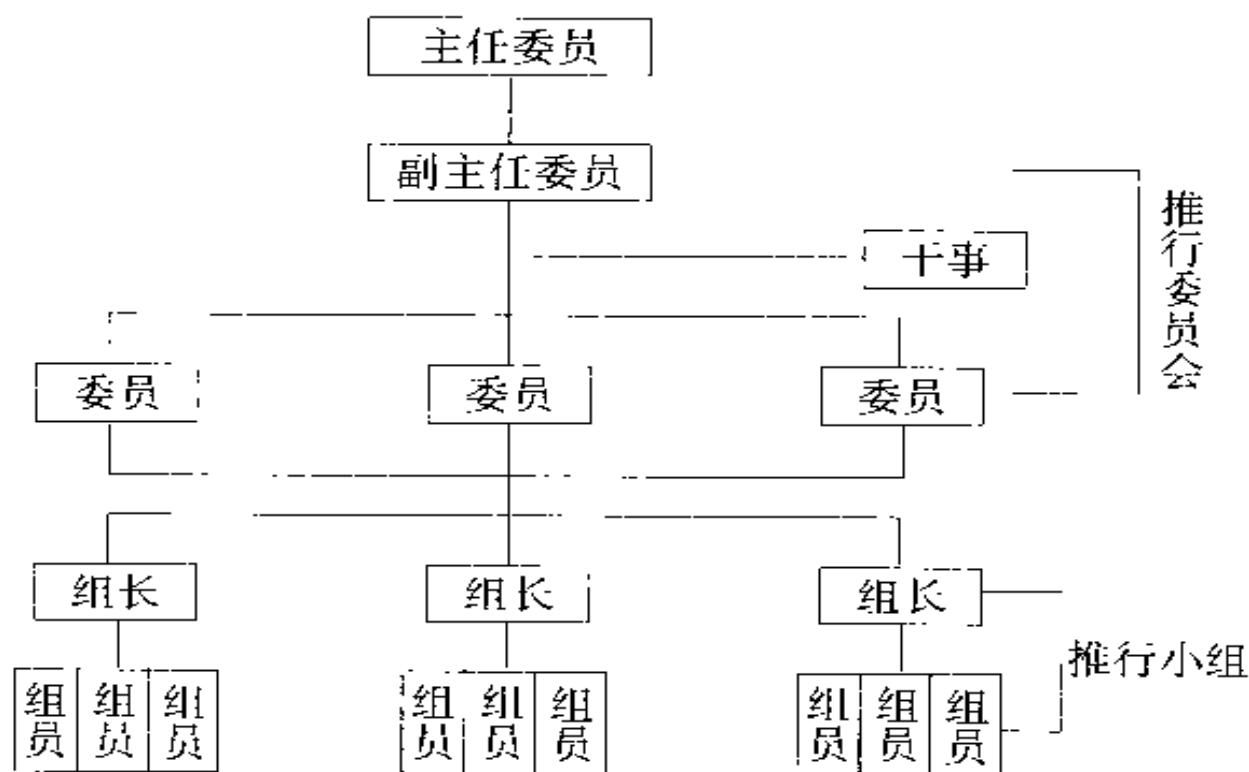 主任委员
副主任委员
干事
推行委员会
委员 委员 委员
组长 组长 组长
推行小组
组员 组员 组员 组员 组员 组员 组员 组员 组员